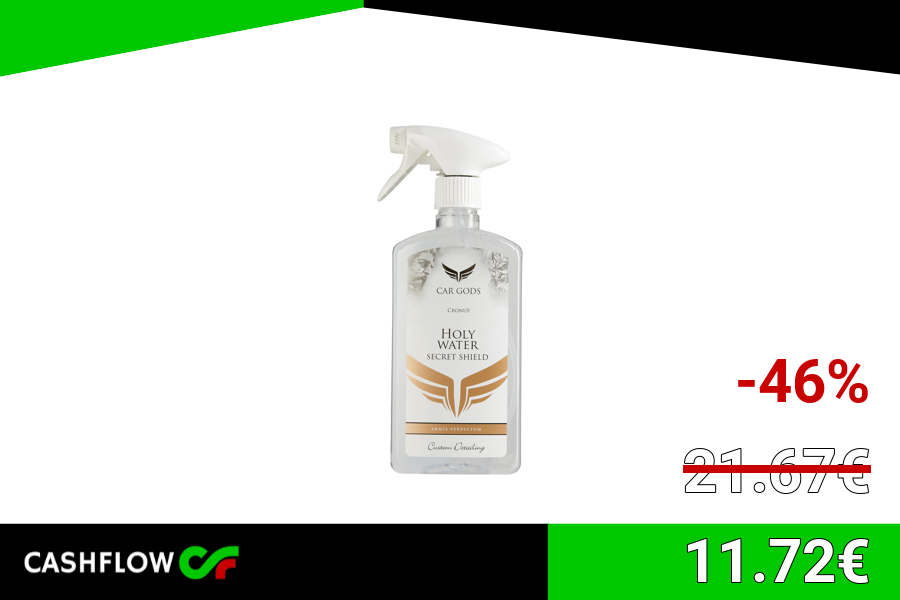 CAR GODS
CRONUS
HOLY
WATER
SECRET SHIELD
Custom Detailing
-46%
21.67€
CASHFLOW
11.72€